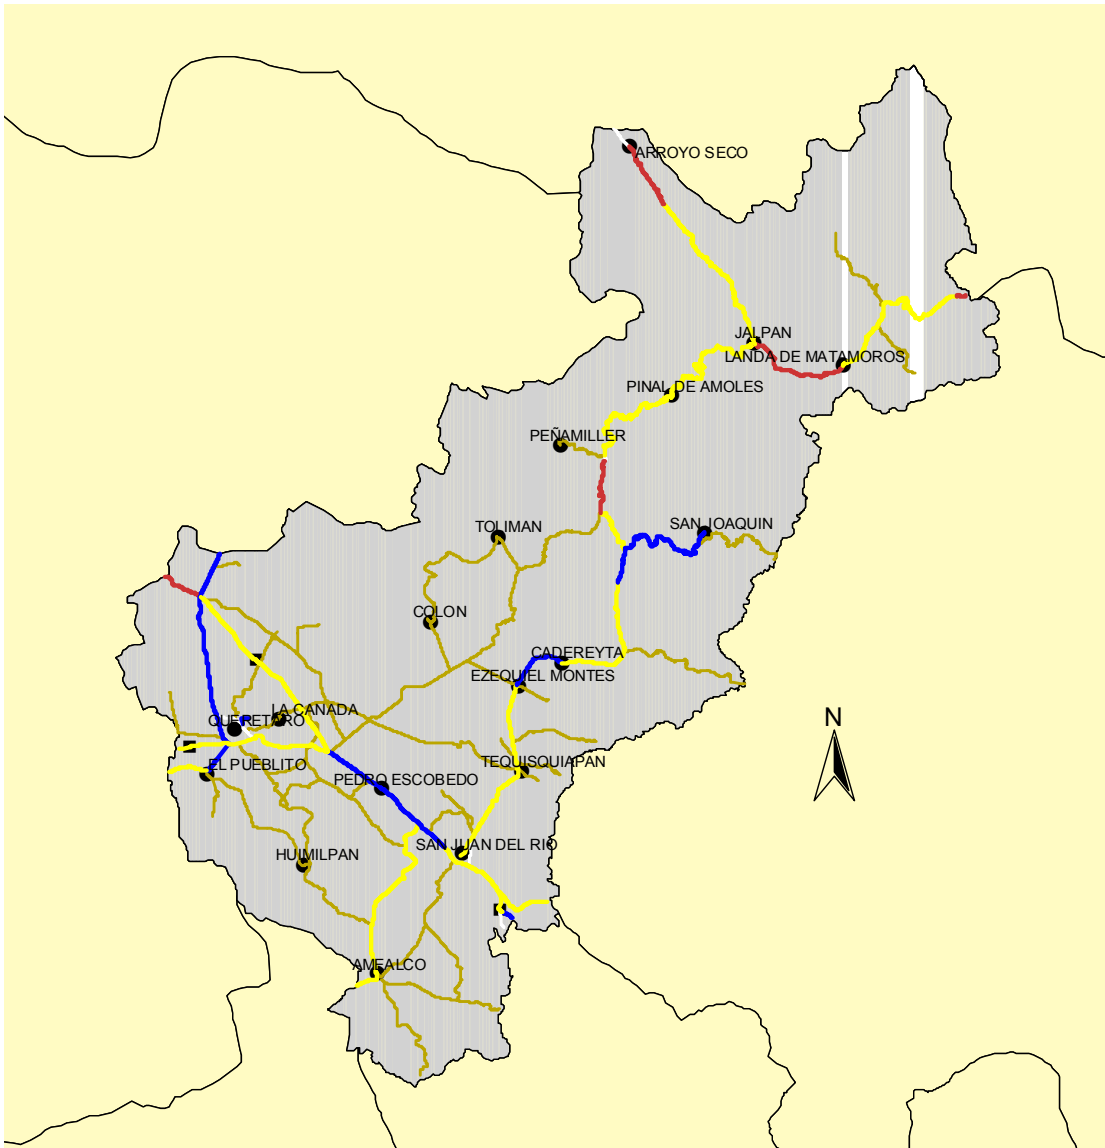 ARROYO SECO
JALPAN
LANDA DE MATAMOROS
PINAL DE AMOLES
PEÑAMILLER
TOLIMAN
SAN JOAQUIN
COLON
CADEREYTA
EZEQUIEL MONTES
LA CANADA
QUERETARO
N
EL PUEBLITO
TEQUISQUIAPAN
PEDRO ESCOBEDO
SAN JUAN DEL RIO
HUIMILPAN
AMEALCO